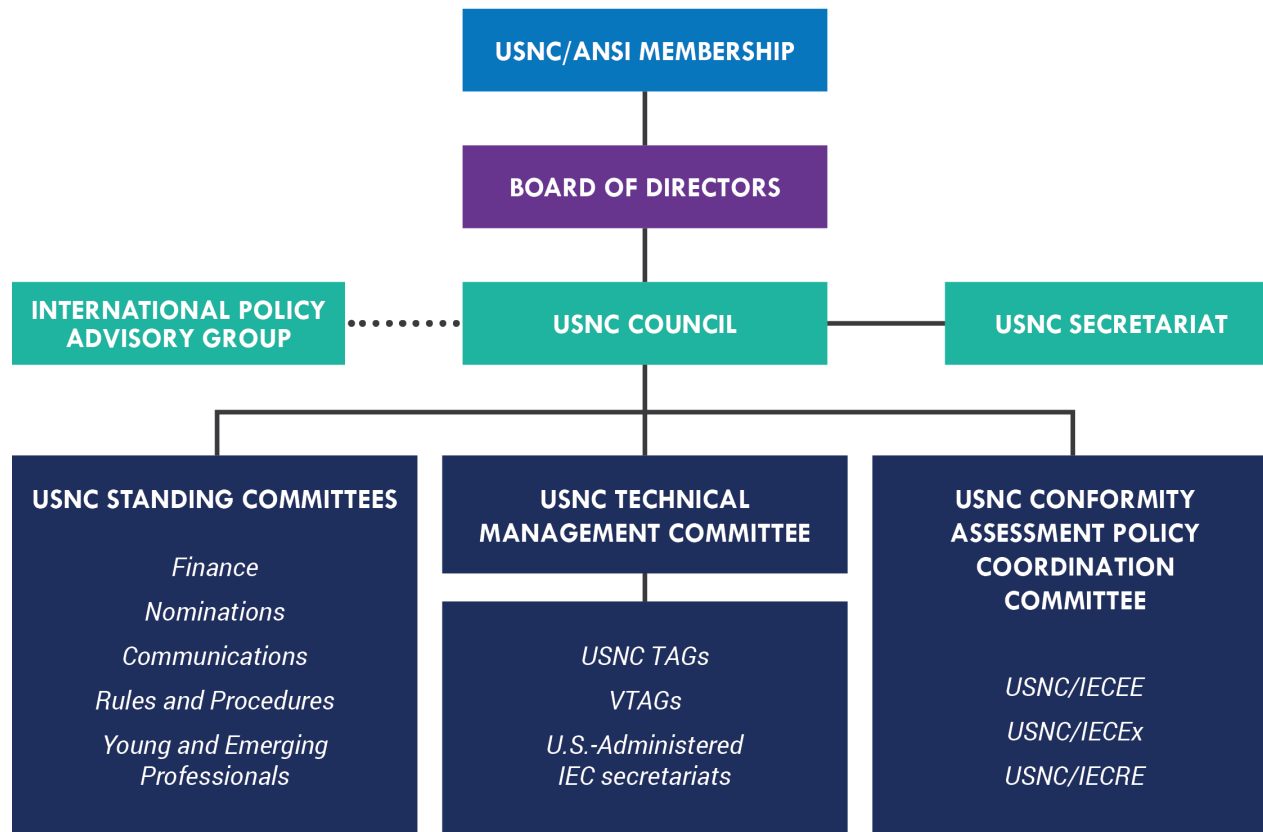 USNC/ANSI MEMBERSHIP
BOARD OF DIRECTORS
INTERNATIONAL POLICY
ADVISORY GROUP
USNC COUNCIL
USNC SECRETARIAT
USNC STANDING COMMITTEES
Finance
Nominations
Communications
Rules and Procedures
Young and Emerging
Professionals
USNC TECHNICAL
MANAGEMENT COMMITTEE
USNC TAGs
VTAGs
U.S.-Administered
IEC secretariats
USNC CONFORMITY
ASSESSMENT POLICY
COORDINATION
COMMITTEE
USNC/IECEE
USNC/IECEx
USNC/IECRE